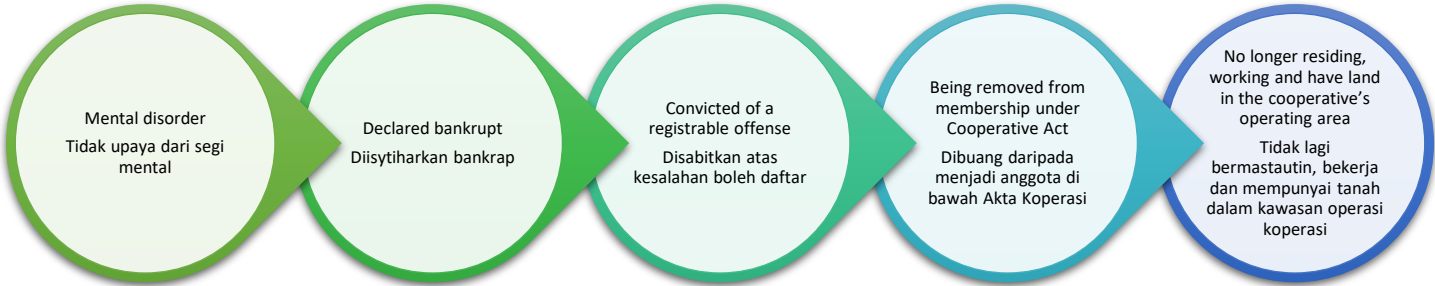 Mental disorder
Tidak upaya dari segi
mental
Declared bankrupt
Diisytiharkan bankrap
Convicted of a
registrable offense
Disabitkan atas
kesalahan boleh daftar
Being removed from
membership under
Cooperative Act
Dibuang daripada
menjadi anggota di
bawah Akta Koperasi
No longer residing,
working and have land
in the cooperative’s
operating area
Tidak lagi
bermastautin, bekerja
dan mempunyai tanah
dalam kawasan operasi
koperasi